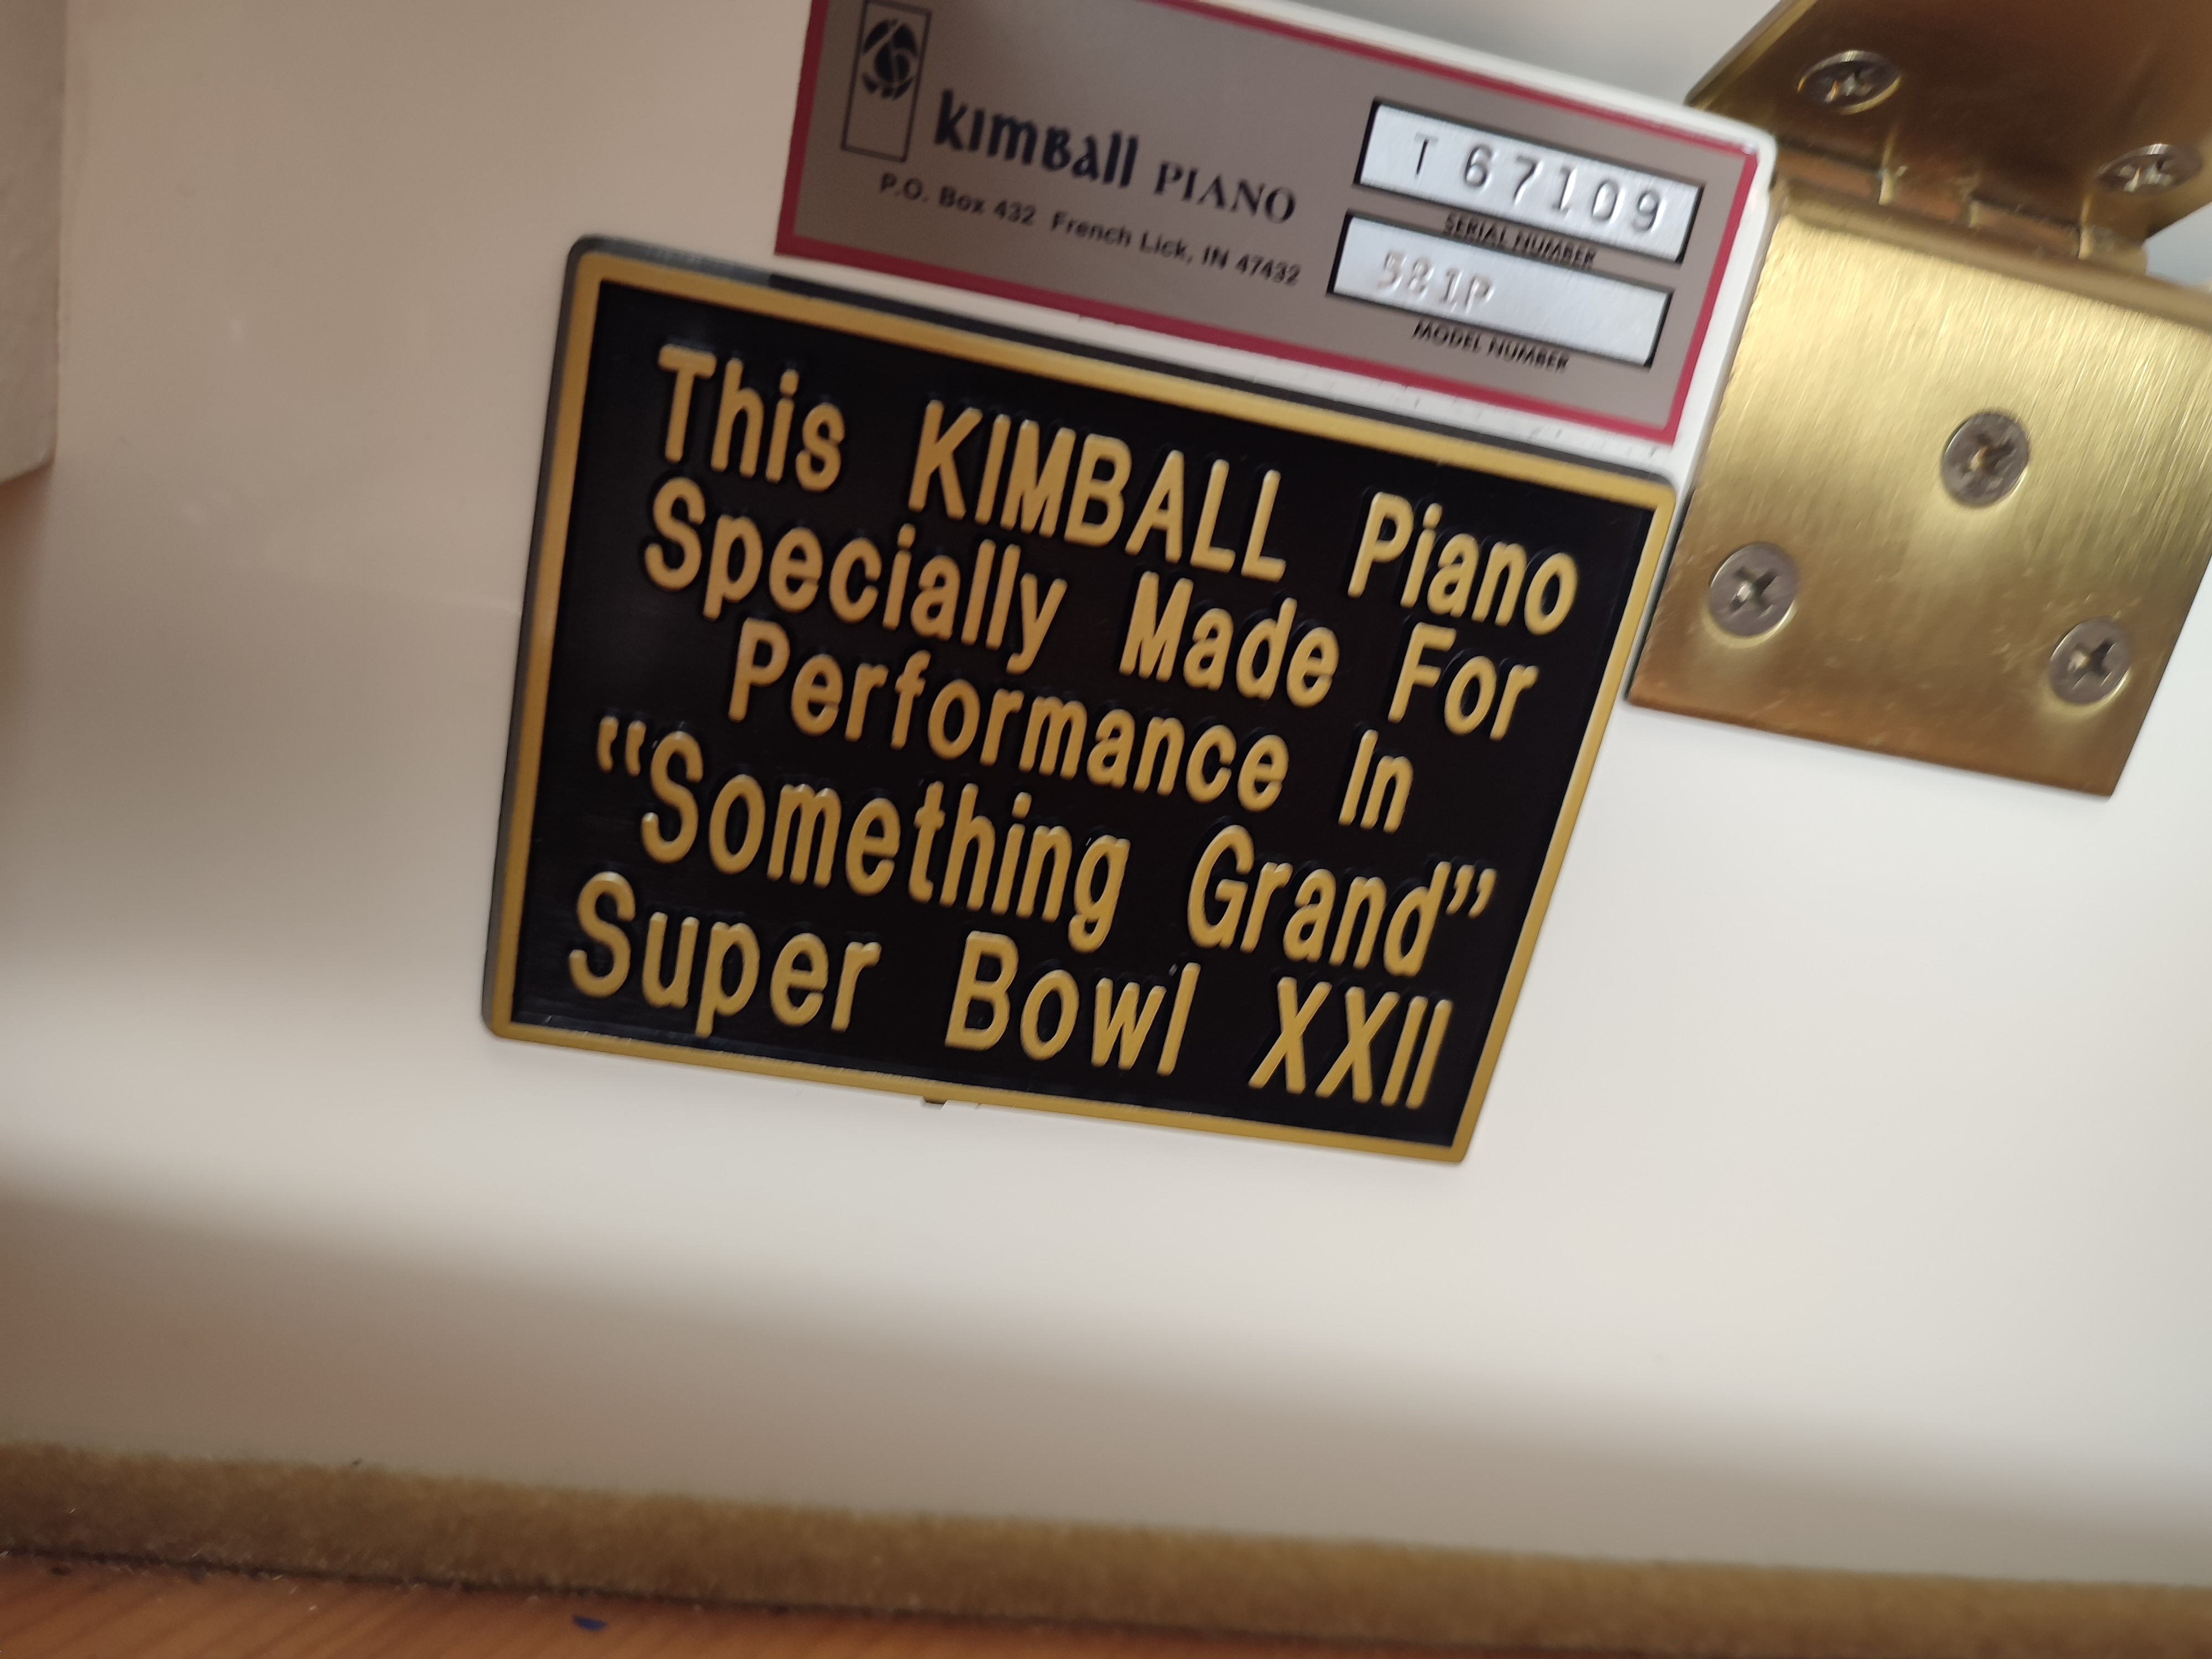 kimball PIANO
P.O. Box 432 French Lick, IN 47432
T 67109
SERIAL NUMBER
581P
MODEL NUMBER
This KIMBALL Piano
Specially Made For
Performance In
“Something Grand”
Super Bowl XXII